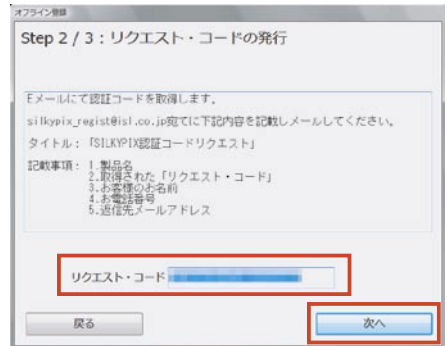 オフライン登録
Step 2 / 3：リクエスト・コードの発行
Eメールにて認証コードを取得します。
silkypix_regist@isl.co.jp宛てに下記内容を記載しメールしてください。
タイトル：「SILKYPIX認証コードリクエスト」
記載事項： 1.製品名
2.取得された「リクエスト・コード」
3.お客様のお名前
4.お電話番号
5.返信先メールアドレス
リクエスト・コード
戻る 次へ